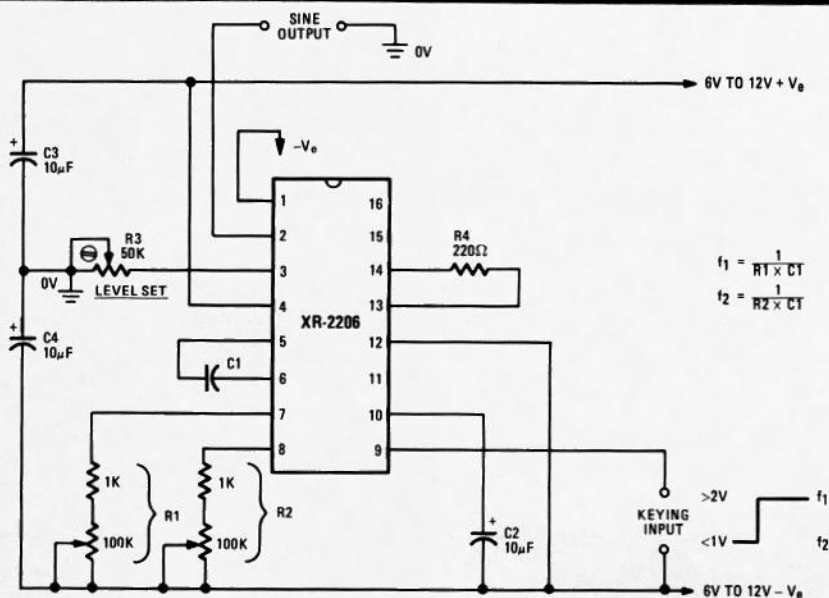 SINE
OUTPUT
0V
6V TO 12V + Ve
+
C3
10μF
−Ve
1
16
2
15
R3
50K
R4
220Ω
3
14
0V
LEVEL SET
f1 = 1 / R1 × C1
f2 = 1 / R2 × C1
4
13
XR-2206
+
C4
10μF
5
12
C1
6
11
7
10
8
9
1K
1K
R1
R2
100K
100K
+
C2
10μF
>2V
f1
KEYING
INPUT
<1V
f2
6V TO 12V − Ve